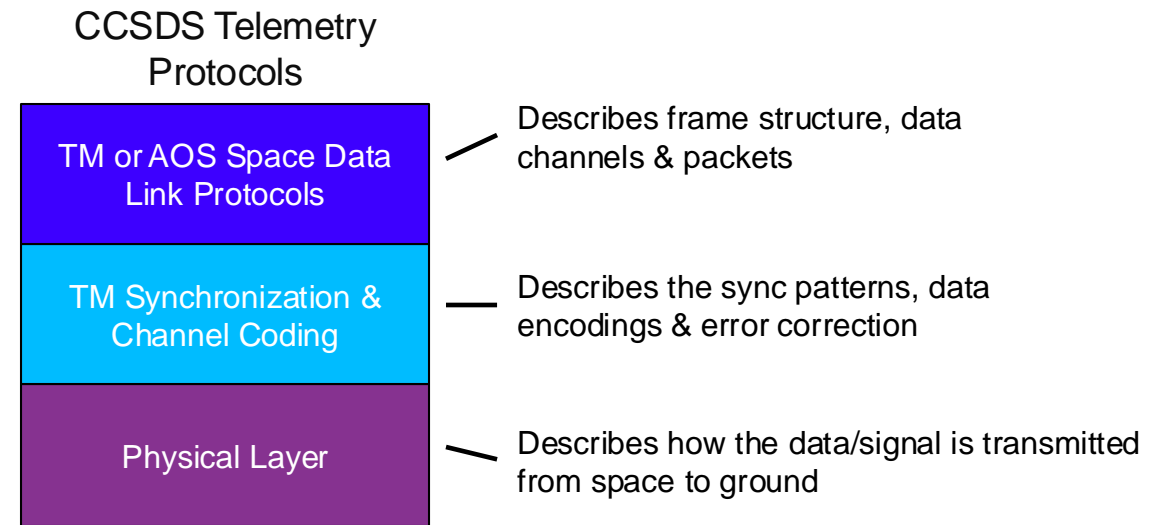 CCSDS Telemetry
Protocols
TM or AOS Space Data
Link Protocols
Describes frame structure, data
channels & packets
TM Synchronization &
Channel Coding
Describes the sync patterns, data
encodings & error correction
Physical Layer
Describes how the data/signal is transmitted
from space to ground